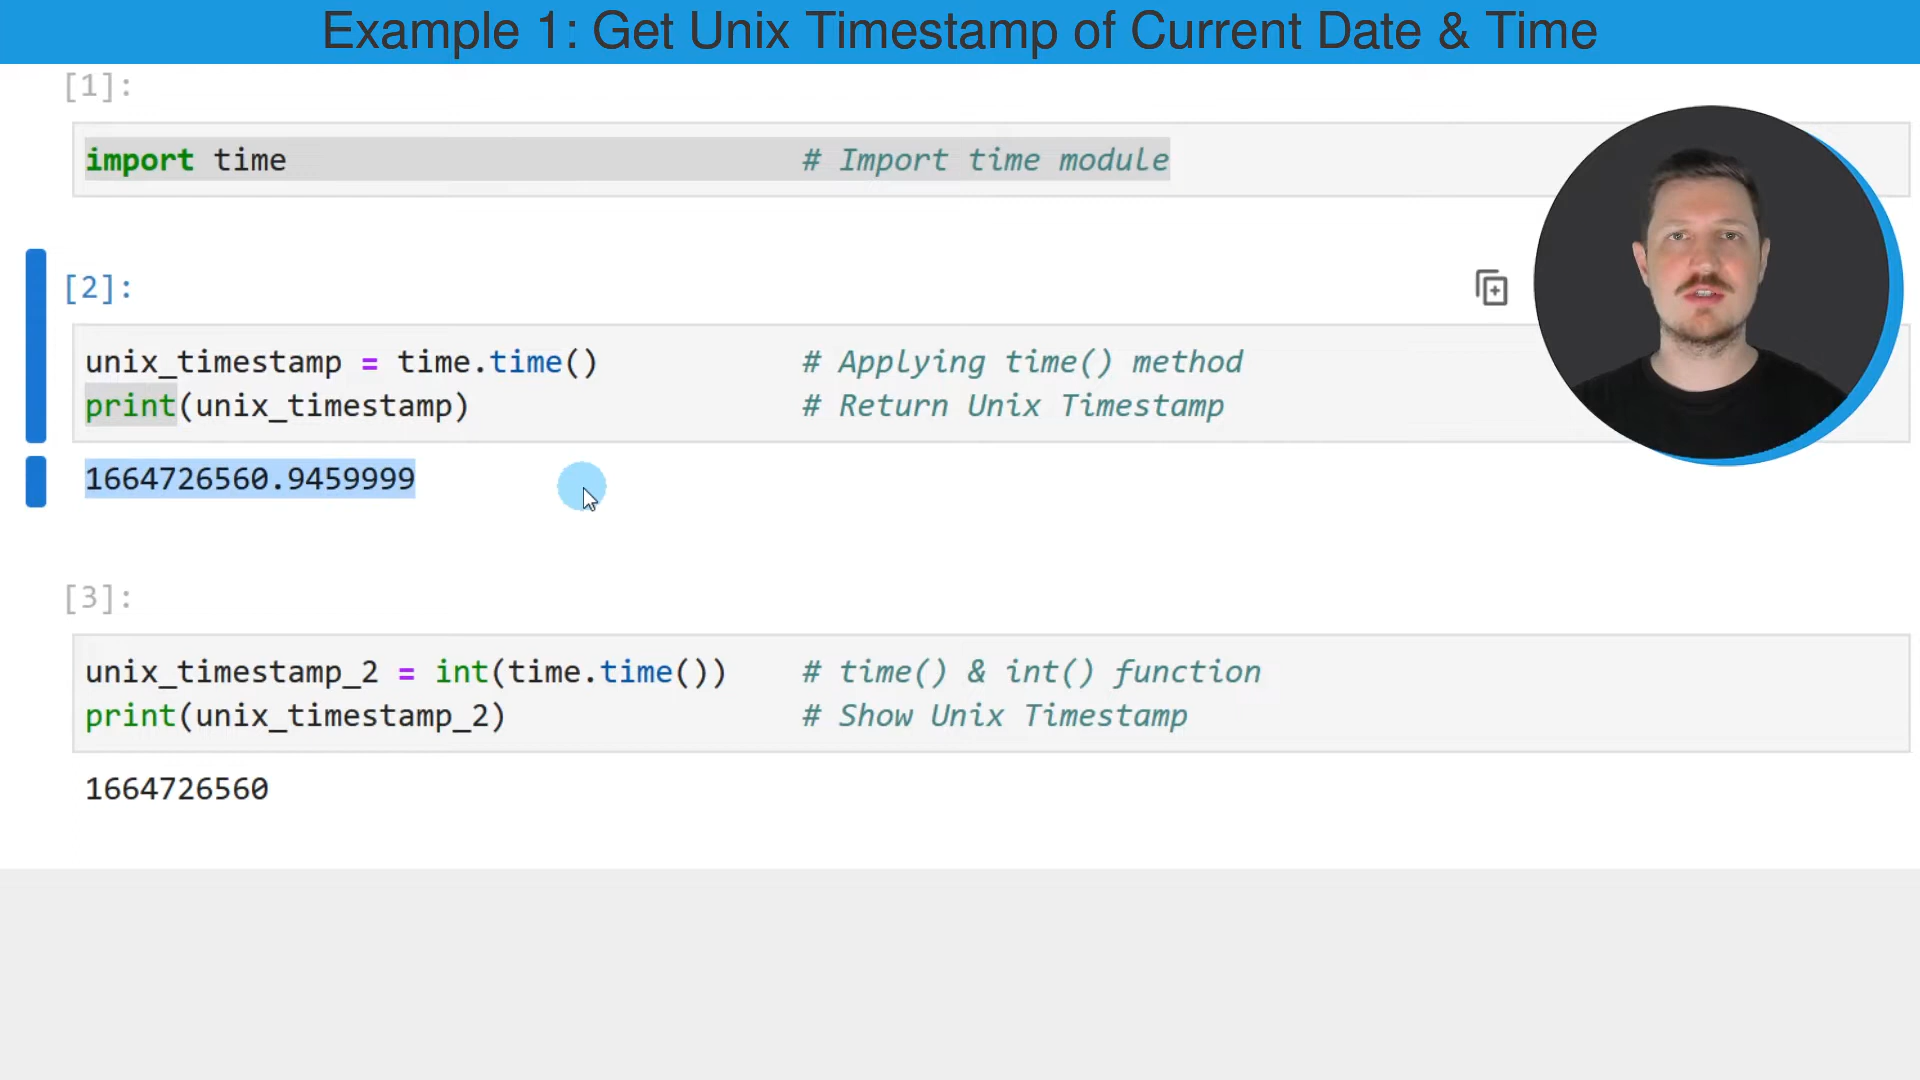 Example 1: Get Unix Timestamp of Current Date & Time
[1]:
import time # Import time module
[2]:
unix_timestamp = time.time() # Applying time() method
print(unix_timestamp) # Return Unix Timestamp
1664726560.9459999
[3]:
unix_timestamp_2 = int(time.time()) # time() & int() function
print(unix_timestamp_2) # Show Unix Timestamp
1664726560